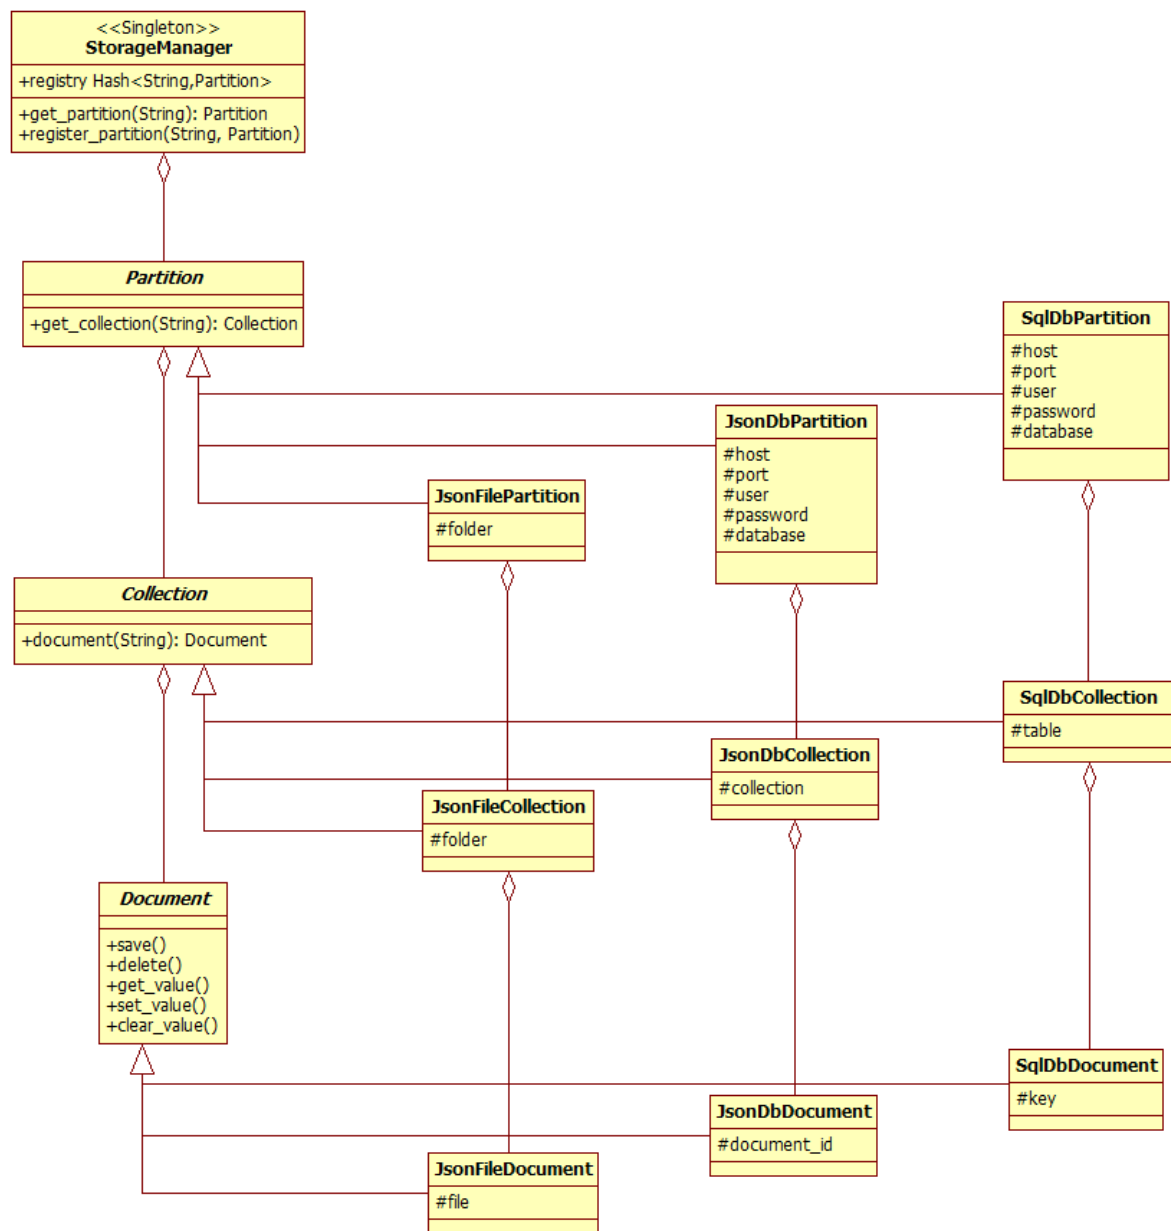 <<Singleton>>
StorageManager
+registry Hash<String,Partition>
+get_partition(String): Partition
+register_partition(String, Partition)
Partition
+get_collection(String): Collection
SqlDbPartition
#host
#port
#user
#password
#database
JsonDbPartition
#host
#port
#user
#password
#database
JsonFilePartition
#folder
Collection
+document(String): Document
SqlDbCollection
#table
JsonDbCollection
#collection
JsonFileCollection
#folder
Document
+save()
+delete()
+get_value()
+set_value()
+clear_value()
SqlDbDocument
#key
JsonDbDocument
#document_id
JsonFileDocument
#file